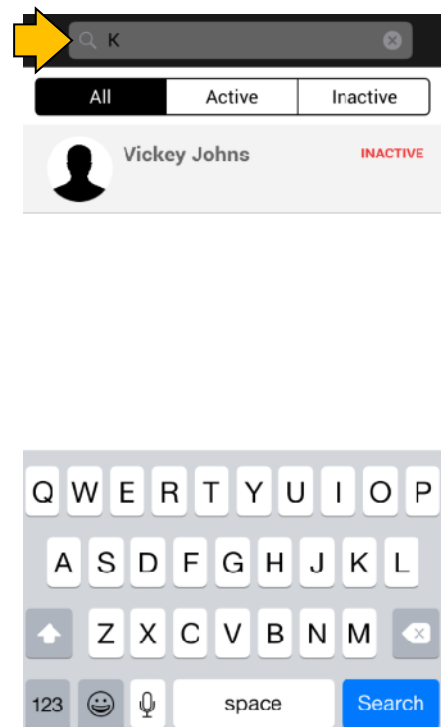 K
All Active Inactive
Vickey Johns INACTIVE
Q W E R T Y U I O P
A S D F G H J K L
Z X C V B N M
123 space Search